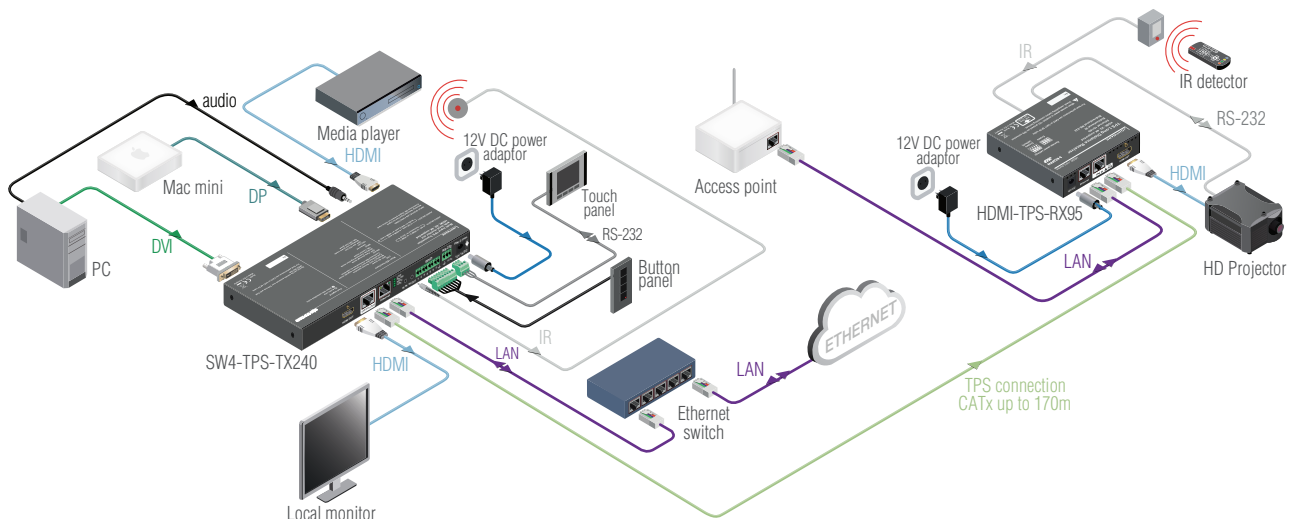 audio
Media player
HDMI
Mac mini
DP
DVI
PC
12V DC power
adaptor
Touch
panel
RS-232
Button
panel
SW4-TPS-TX240
HDMI
LAN
IR
Local monitor
Ethernet
switch
LAN
ETHERNET
Access point
12V DC power
adaptor
IR
IR detector
RS-232
HDMI-TPS-RX95
HDMI
LAN
HD Projector
TPS connection
CATx up to 170m